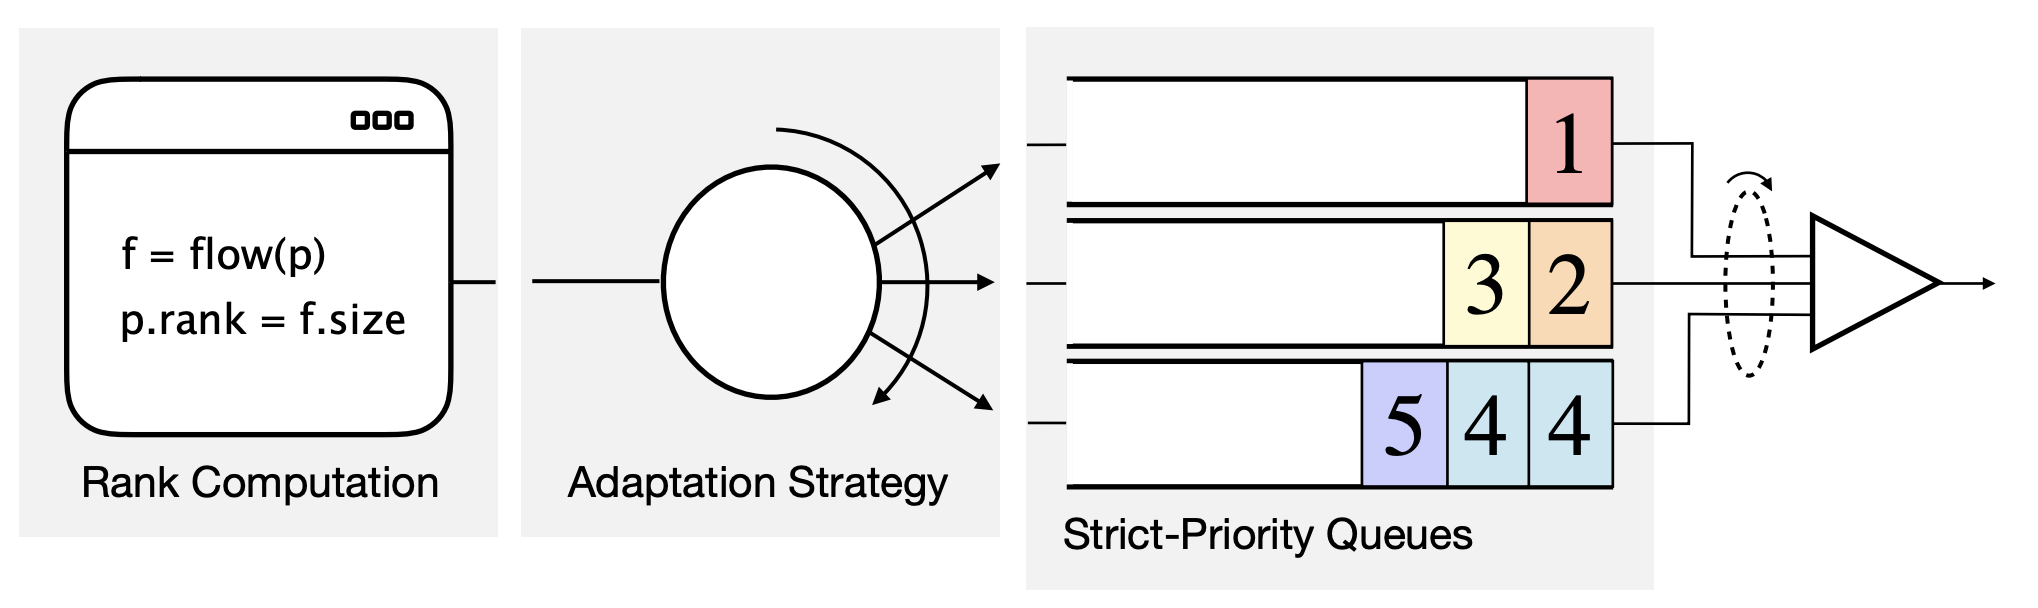 f = flow(p)
p.rank = f.size
Rank Computation
Adaptation Strategy
1
3 2
5 4 4
Strict-Priority Queues